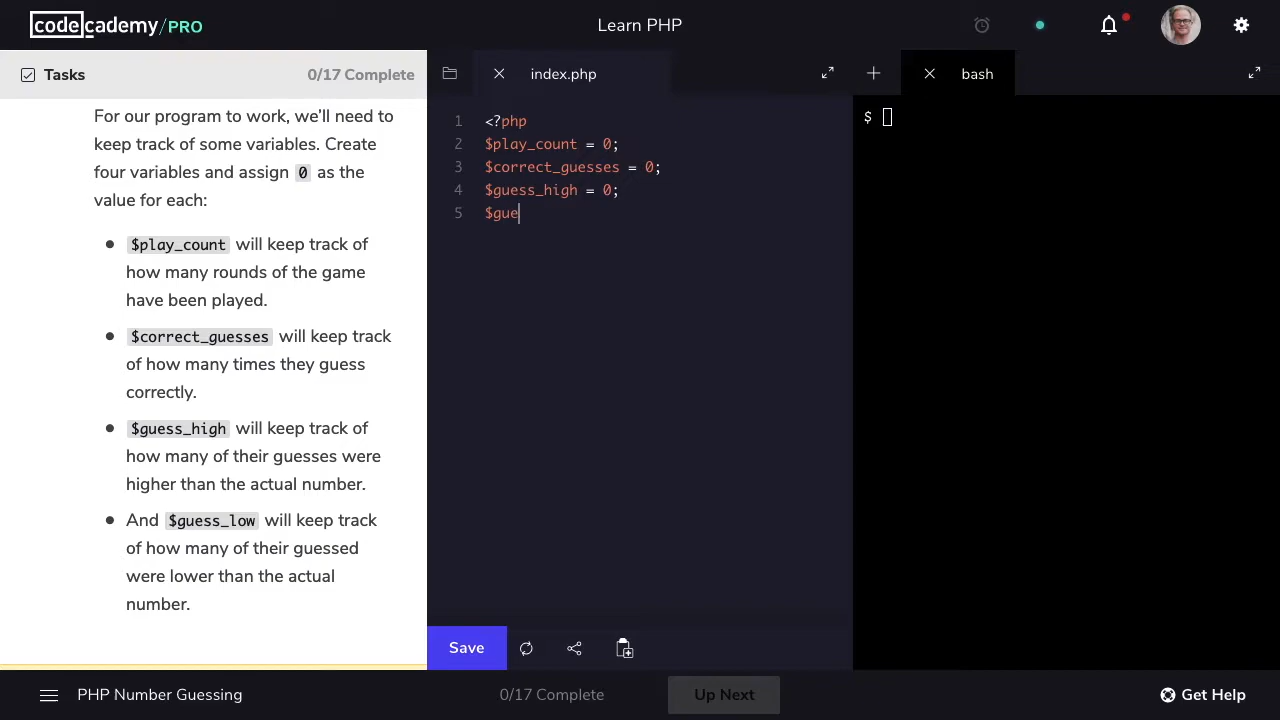 codecademy/PRO
Learn PHP
Tasks
0/17 Complete
For our program to work, we’ll need to
keep track of some variables. Create
four variables and assign 0 as the
value for each:
$play_count will keep track of
how many rounds of the game
have been played.
$correct_guesses will keep track
of how many times they guess
correctly.
$guess_high will keep track of
how many of their guesses were
higher than the actual number.
And $guess_low will keep track
of how many of their guessed
were lower than the actual
number.
index.php
1 <?php
2 $play_count = 0;
3 $correct_guesses = 0;
4 $guess_high = 0;
5 $gue
Save
bash
$
PHP Number Guessing
0/17 Complete
Up Next
Get Help